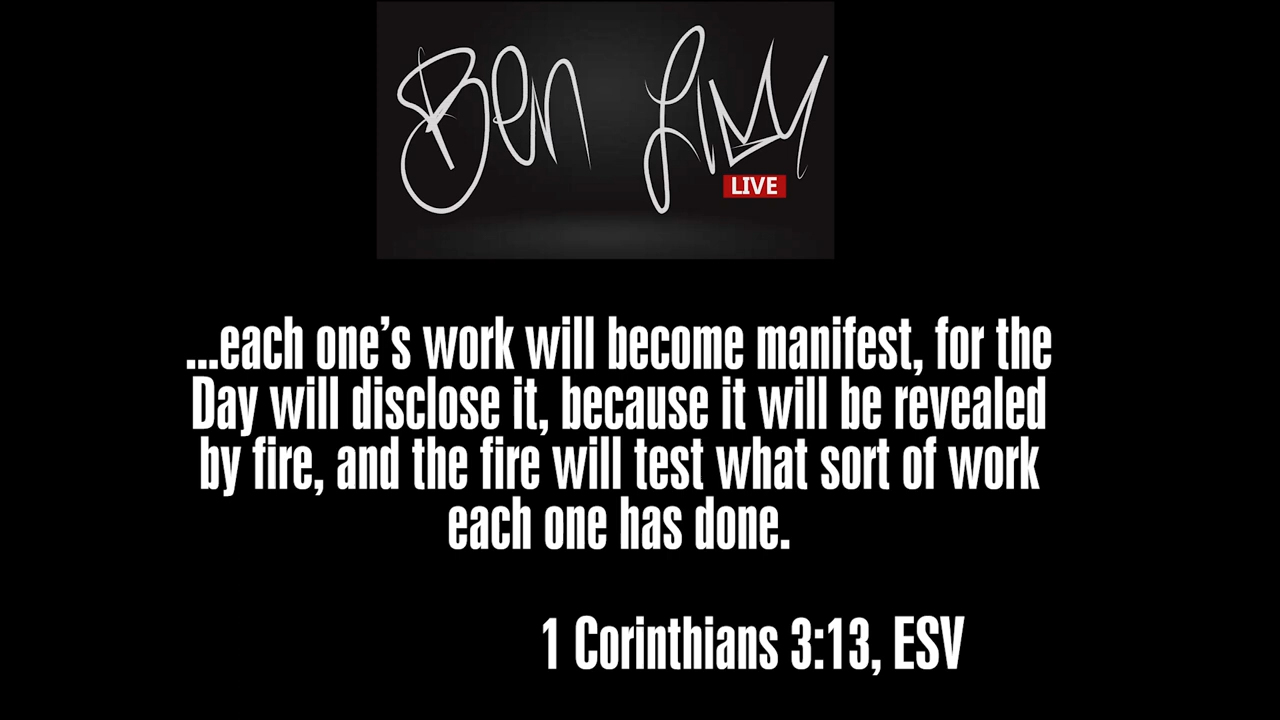 Ben Livy
LIVE
...each one’s work will become manifest, for the
Day will disclose it, because it will be revealed
by fire, and the fire will test what sort of work
each one has done.
1 Corinthians 3:13, ESV